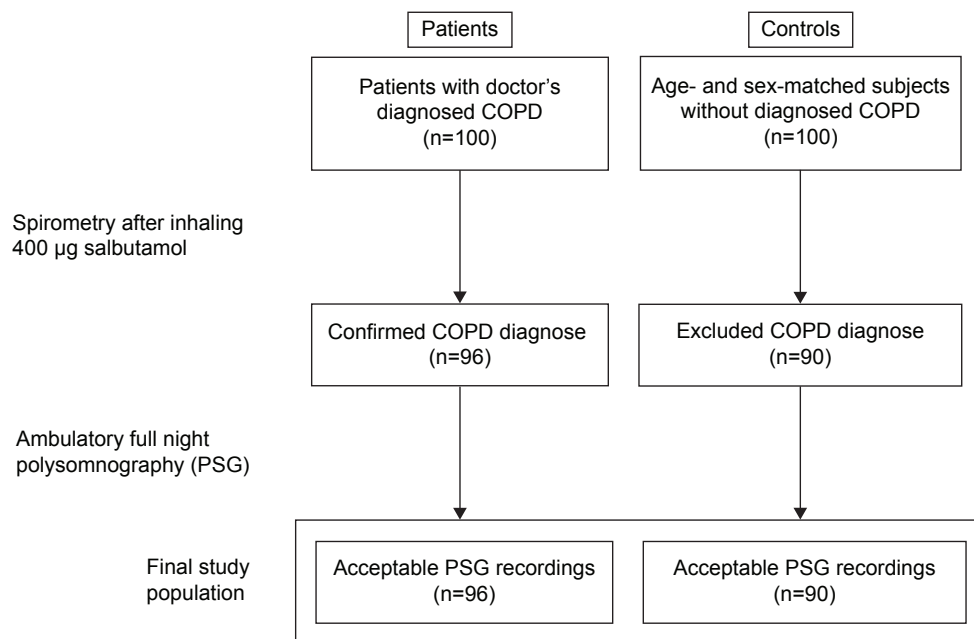 Patients
Controls
Patients with doctor's
diagnosed COPD
(n=100)
Age- and sex-matched subjects
without diagnosed COPD
(n=100)
Spirometry after inhaling
400 µg salbutamol
Confirmed COPD diagnose
(n=96)
Excluded COPD diagnose
(n=90)
Ambulatory full night
polysomnography (PSG)
Final study
population
Acceptable PSG recordings
(n=96)
Acceptable PSG recordings
(n=90)